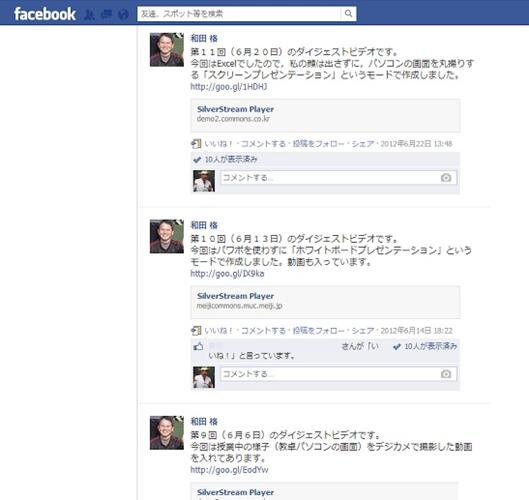 facebook
友達、スポット等を検索
和田 格
第１１回（６月２０日）のダイジェストビデオです。
今回はExcelでしたので，私の顔は出さずに，パソコンの画面を丸撮りす
る「スクリーンプレゼンテーション」というモードで作成しました。
http://goo.gl/1HDHJ
SilverStream Player
demo2.commons.co.kr
いいね！ · コメントする · 投稿をフォロー · シェア · 2012年6月22日 13:48
10人が表示済み
コメントする...
和田 格
第１０回（６月１３日）のダイジェストビデオです。
今回はパワポを使わずに「ホワイトボードプレゼンテーション」という
モードで作成しました。動画も入っています。
http://goo.gl/IX9ka
SilverStream Player
meijicommons.muc.meiji.jp
いいね！ · コメントする · 投稿をフォロー · シェア · 2012年6月14日 18:22
さんが「い
いね！」と言っています。
10人が表示済み
コメントする...
和田 格
第９回（６月６日）のダイジェストビデオです。
今回は授業中の様子（教卓パソコンの画面）をデジカメで撮影した動画
を入れてあります。
http://goo.gl/EodYw
SilverStream Player